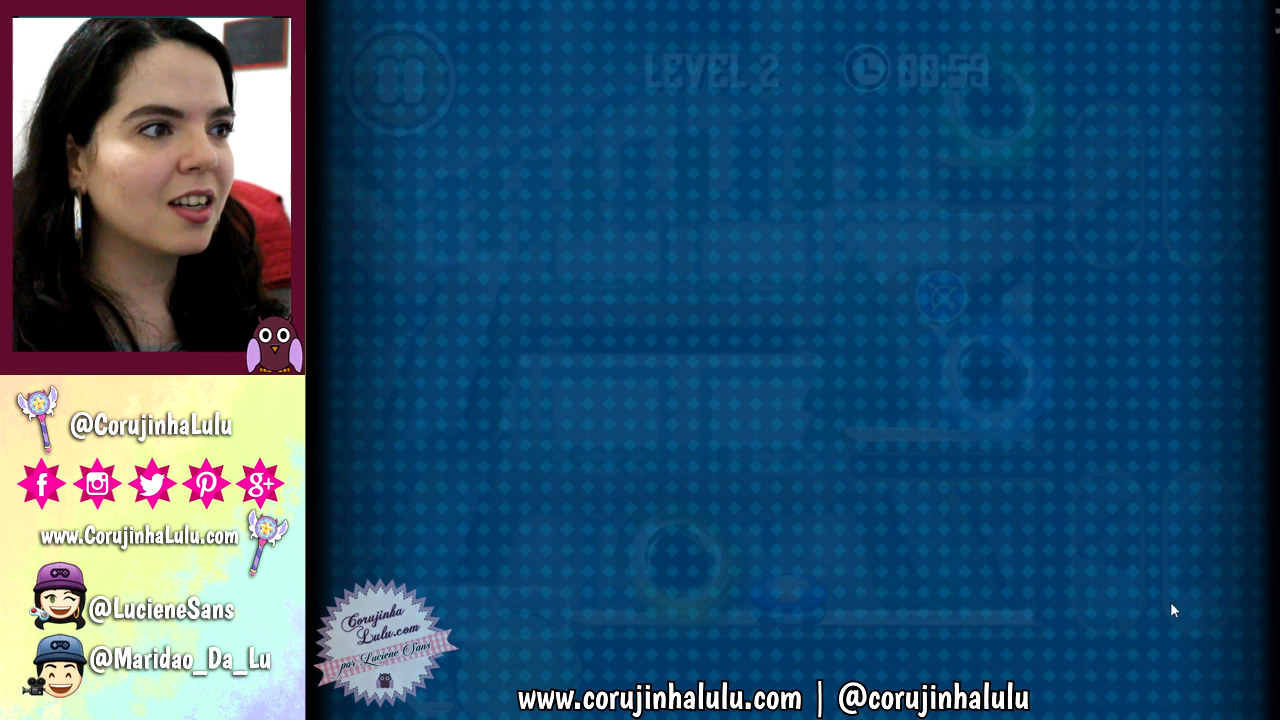 LEVEL 2
00:59
@CorujinhaLulu
f
g+
www.CorujinhaLulu.com
@LucieneSans
@Maridao_Da_Lu
Corujinha
Lulu.com
por Luciene Sans
www.corujinhalulu.com | @corujinhalulu